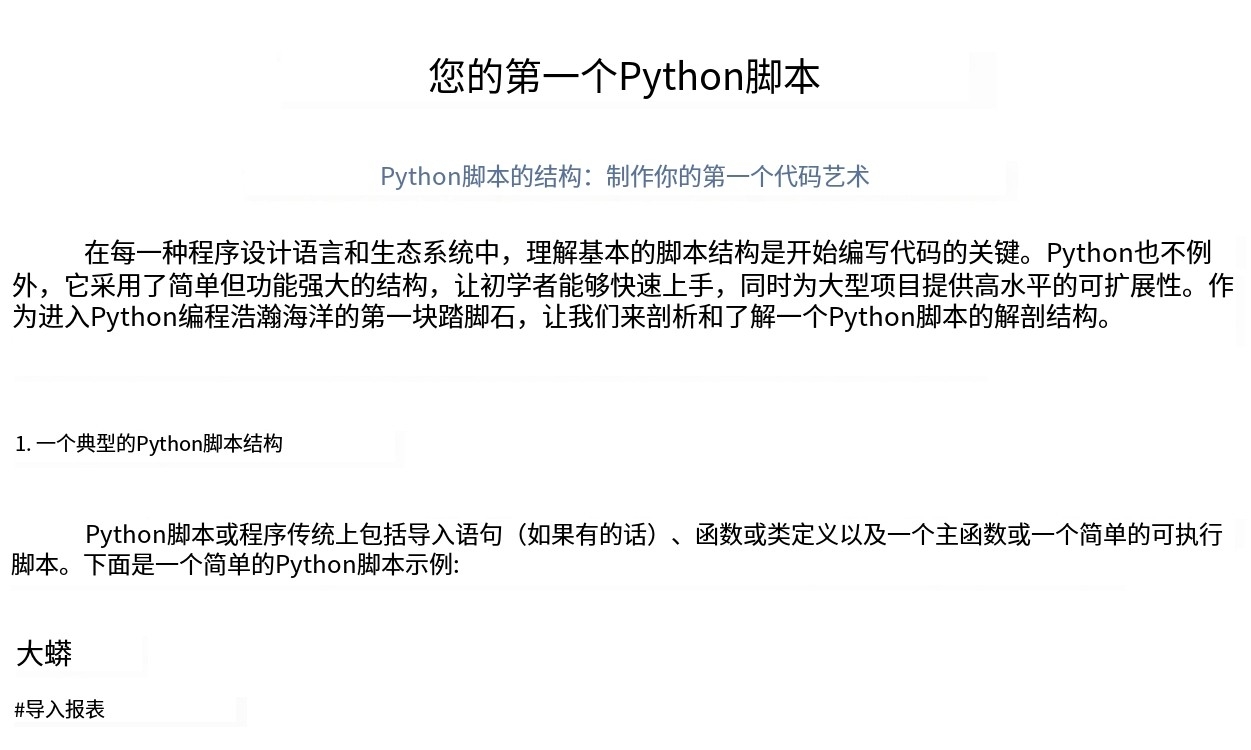 您的第一个Python脚本
Python脚本的结构：制作你的第一个代码艺术
在每一种程序设计语言和生态系统中，理解基本的脚本结构是开始编写代码的关键。Python也不例
外，它采用了简单但功能强大的结构，让初学者能够快速上手，同时为大型项目提供高水平的可扩展性。作
为进入Python编程浩瀚海洋的第一块踏脚石，让我们来剖析和了解一个Python脚本的解剖结构。
1. 一个典型的Python脚本结构
Python脚本或程序传统上包括导入语句（如果有的话）、函数或类定义以及一个主函数或一个简单的可执行
脚本。下面是一个简单的Python脚本示例:
大蟒
#导入报表